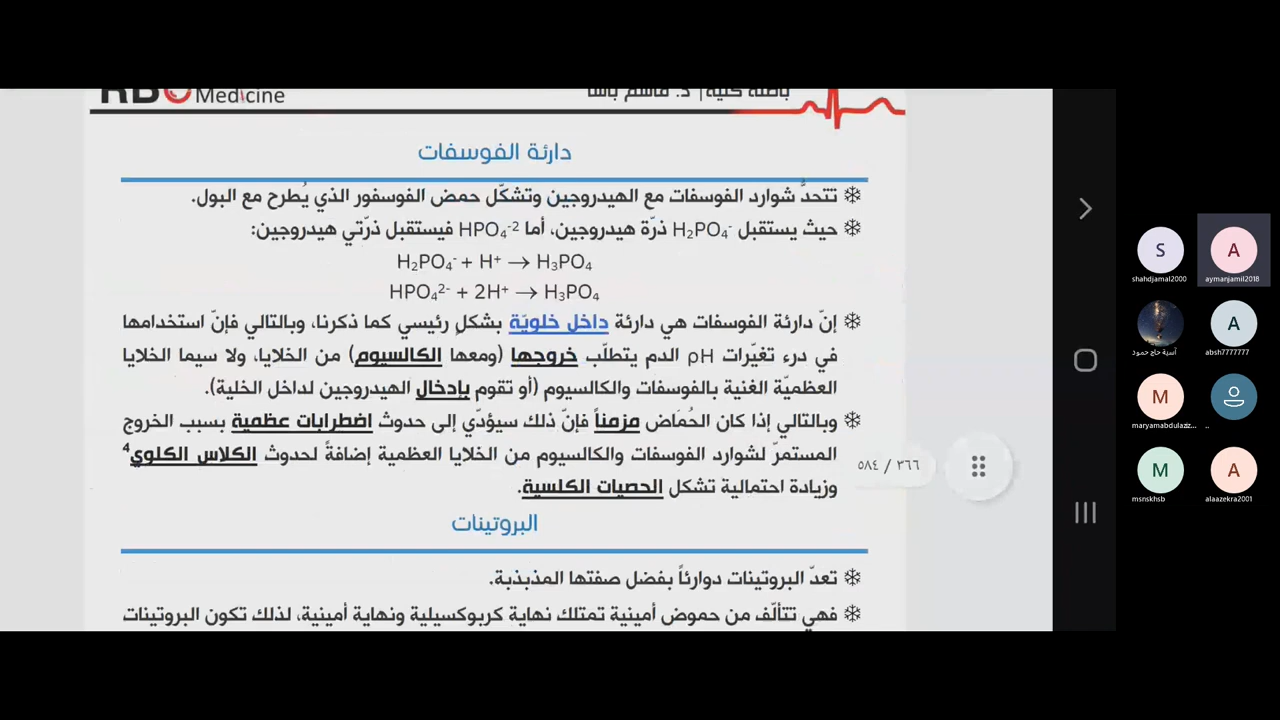 RBO Medicine
باطنة كلية | د. قاسم باشا
دارئة الفوسفات
❄ تتحدُّ شوارد الفوسفات مع الهيدروجين وتشكّل حمض الفوسفور الذي يُطرح مع البول.
❄ حيث يستقبل H₂PO₄⁻ ذرّة هيدروجين، أما HPO₄⁻² فيستقبل ذرّتي هيدروجين:
H₂PO₄⁻ + H⁺ → H₃PO₄
HPO₄²⁻ + 2H⁺ → H₃PO₄
❄ إنّ دارئة الفوسفات هي دارئة داخل خلويّة بشكلٍ رئيسي كما ذكرنا، وبالتالي فإنّ استخدامها
في درء تغيّرات pH الدم يتطلّب خروجها (ومعها الكالسيوم) من الخلايا، ولا سيما الخلايا
العظميّة الغنية بالفوسفات والكالسيوم (أو تقوم بإدخال الهيدروجين لداخل الخلية).
❄ وبالتالي إذا كان الحُمَاض مزمناً فإنّ ذلك سيؤدّي إلى حدوث اضطرابات عظمية بسبب الخروج
المستمرّ لشوارد الفوسفات والكالسيوم من الخلايا العظمية إضافةً لحدوث الكلاس الكلوي⁴
وزيادة احتمالية تشكل الحصيات الكلسية.
٣٦٦ / ٥٨٤
البروتينات
❄ تعدّ البروتينات دوارئاً بفضل صفتها المذبذبة.
❄ فهي تتألّف من حموض أمينية تمتلك نهاية كربوكسيلية ونهاية أمينية، لذلك تكون البروتينات
S
shahdjamal2000
A
aymanjamil2018
آسية حاج حمود
A
absh7777777
M
maryamabdulaziz...
..
M
msnskhsb
A
alaazekra2001